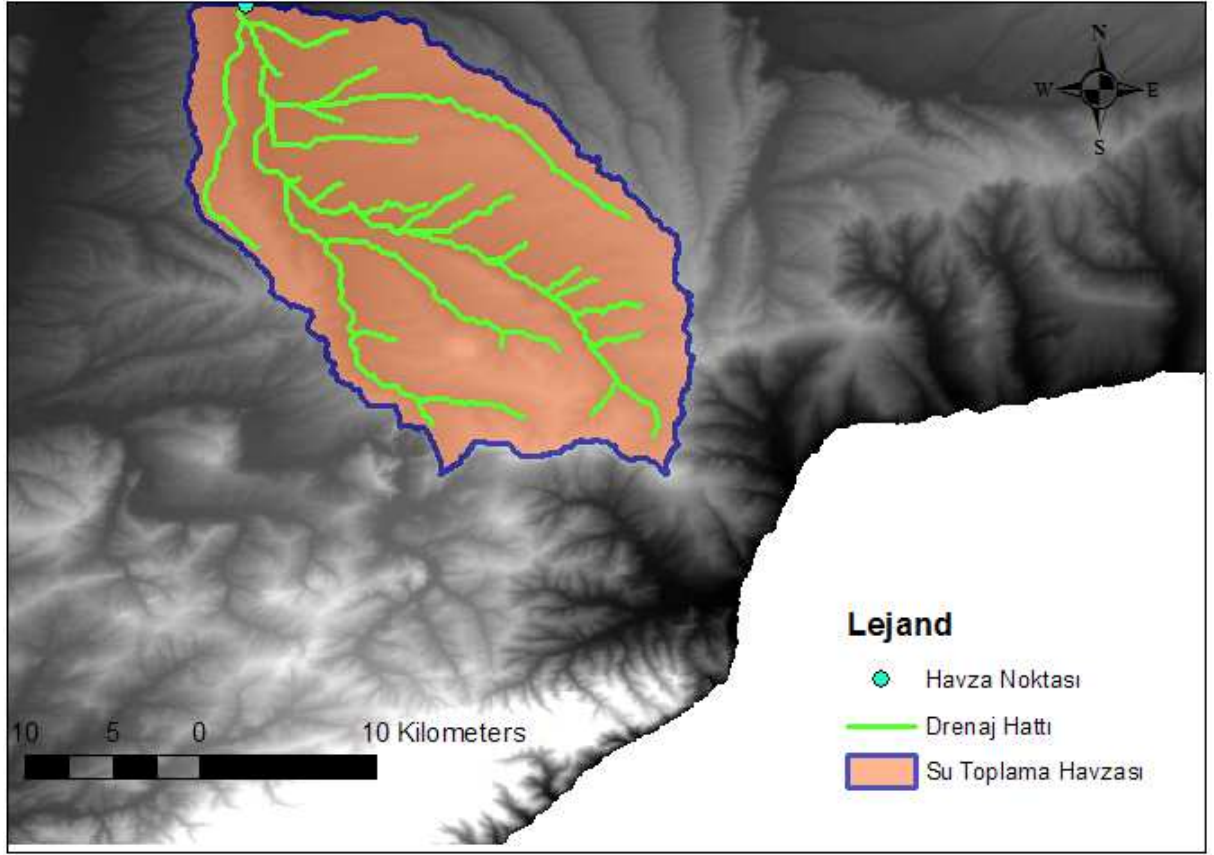 N
W E
S
Lejand
Havza Noktası
Drenaj Hattı
Su Toplama Havzası
10 5 0 10 Kilometers